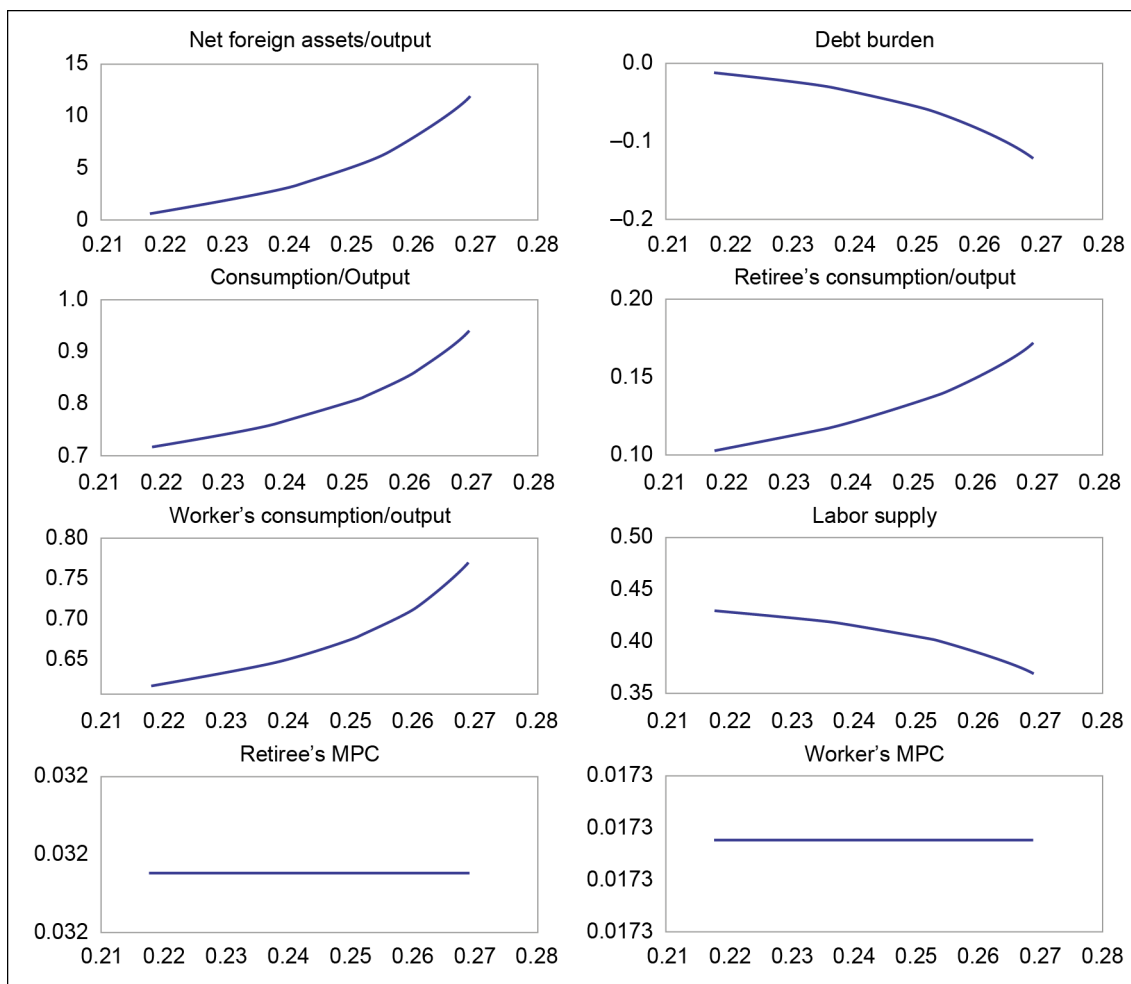 Net foreign assets/output
15
10
5
0
0.21 0.22 0.23 0.24 0.25 0.26 0.27 0.28
Debt burden
0.0
–0.1
–0.2
0.21 0.22 0.23 0.24 0.25 0.26 0.27 0.28
Consumption/Output
1.0
0.9
0.8
0.7
0.21 0.22 0.23 0.24 0.25 0.26 0.27 0.28
Retiree’s consumption/output
0.20
0.15
0.10
0.21 0.22 0.23 0.24 0.25 0.26 0.27 0.28
Worker’s consumption/output
0.80
0.75
0.70
0.65
0.21 0.22 0.23 0.24 0.25 0.26 0.27 0.28
Labor supply
0.50
0.45
0.40
0.35
0.21 0.22 0.23 0.24 0.25 0.26 0.27 0.28
Retiree’s MPC
0.032
0.032
0.032
0.21 0.22 0.23 0.24 0.25 0.26 0.27 0.28
Worker’s MPC
0.0173
0.0173
0.0173
0.0173
0.21 0.22 0.23 0.24 0.25 0.26 0.27 0.28